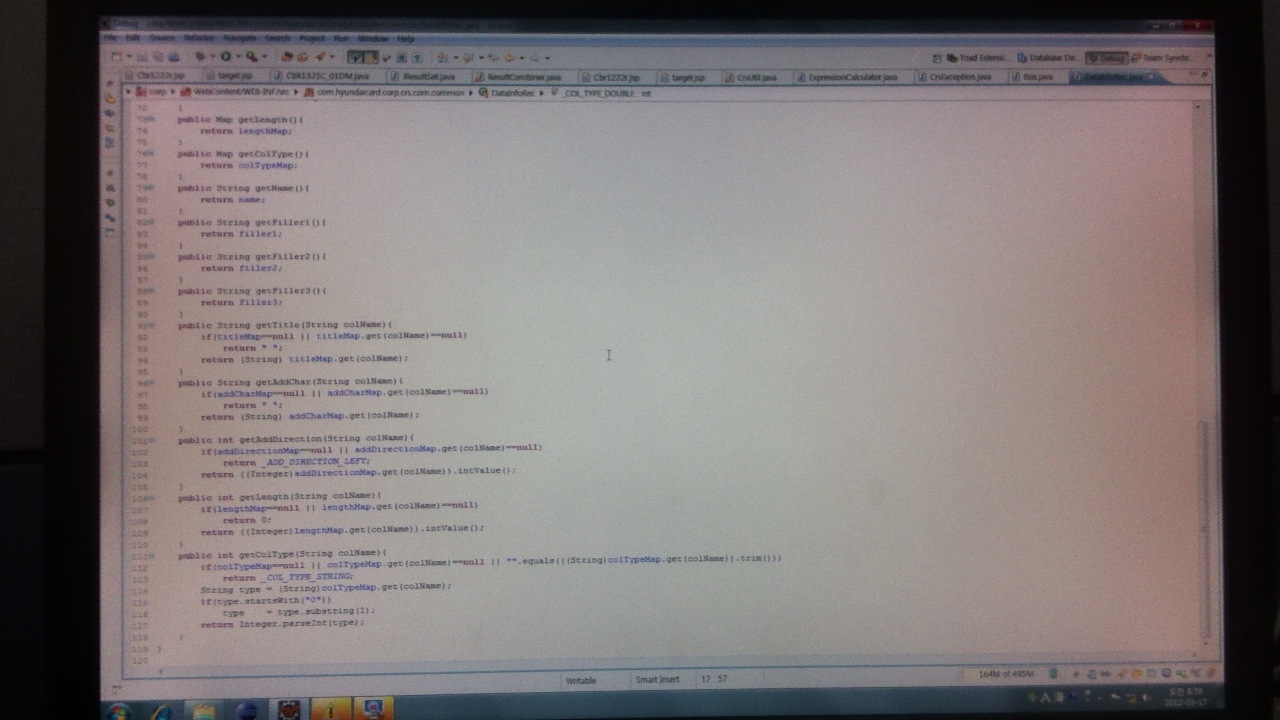 File Edit Source Refactor Navigate Search Project Run Window Help
Toad Extensi... Database De... Debug Team Synchr...
Cbr1222r.jsp target.jsp CBR1321C_01DM.java ResultSet.java ResultCombiner.java Cbr1222r.jsp target.jsp CrsUtil.java ExpressionCalculator.java CrsException.java Box.java DataInfoRec.java
corp WebContent/WEB-INF/src com.hyundaicard.corp.crs.com.common DataInfoRec _COL_TYPE_DOUBLE : int
72 }
73 public Map getLength(){
74 return lengthMap;
75 }
76 public Map getColType(){
77 return colTypeMap;
78 }
79 public String getName(){
80 return name;
81 }
82 public String getFiller1(){
83 return filler1;
84 }
85 public String getFiller2(){
86 return filler2;
87 }
88 public String getFiller3(){
89 return filler3;
90 }
91 public String getTitle(String colName){
92 if(titleMap==null || titleMap.get(colName)==null)
93 return " ";
94 return (String) titleMap.get(colName);
95 }
96 public String getAddChar(String colName){
97 if(addCharMap==null || addCharMap.get(colName)==null)
98 return " ";
99 return (String) addCharMap.get(colName);
100 }
101 public int getAddDirection(String colName){
102 if(addDirectionMap==null || addDirectionMap.get(colName)==null)
103 return _ADD_DIRECTION_LEFT;
104 return ((Integer)addDirectionMap.get(colName)).intValue();
105 }
106 public int getLength(String colName){
107 if(lengthMap==null || lengthMap.get(colName)==null)
108 return 0;
109 return ((Integer)lengthMap.get(colName)).intValue();
110 }
111 public int getColType(String colName){
112 if(colTypeMap==null || colTypeMap.get(colName)==null || "".equals(((String)colTypeMap.get(colName)).trim()))
113 return _COL_TYPE_STRING;
114 String type = (String)colTypeMap.get(colName);
115 if(type.startsWith("0"))
116 type = type.substring(1);
117 return Integer.parseInt(type);
118 }
119 }
120
Writable Smart Insert 17 : 57 164M of 485M
오전 8:59
2012-03-17